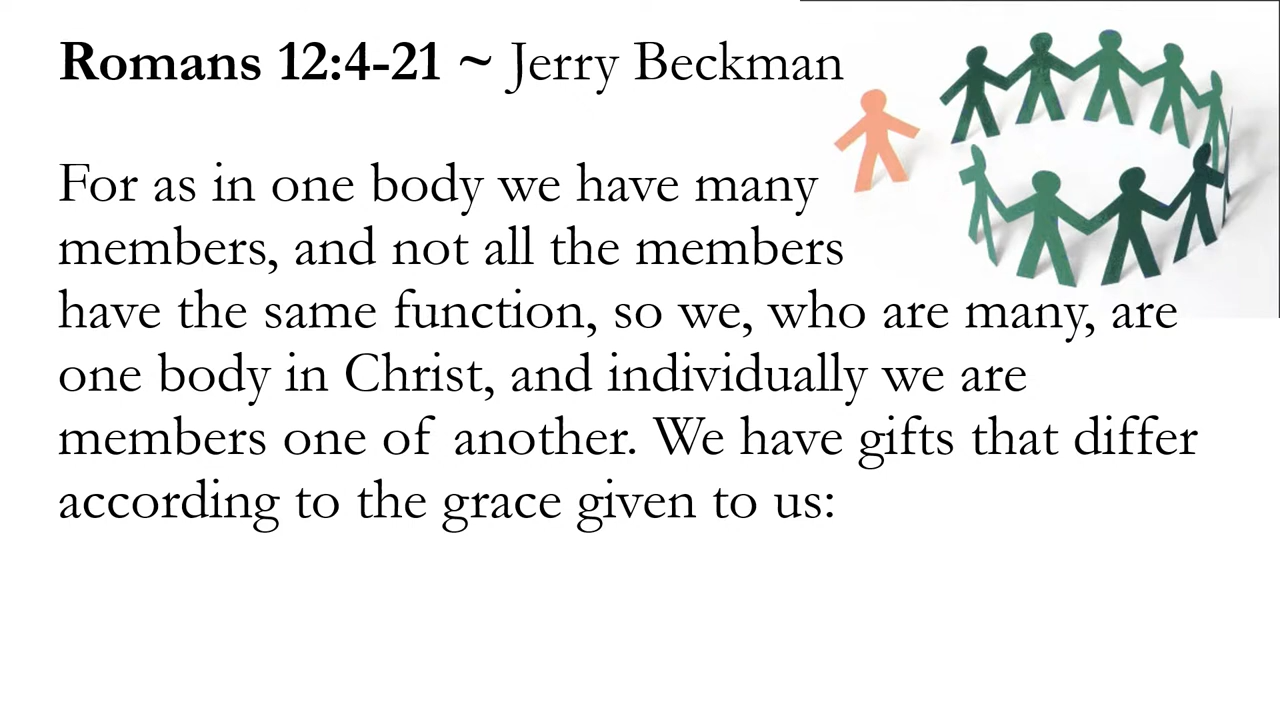 Romans 12:4-21 ~ Jerry Beckman
For as in one body we have many
members, and not all the members
have the same function, so we, who are many, are
one body in Christ, and individually we are
members one of another. We have gifts that differ
according to the grace given to us: